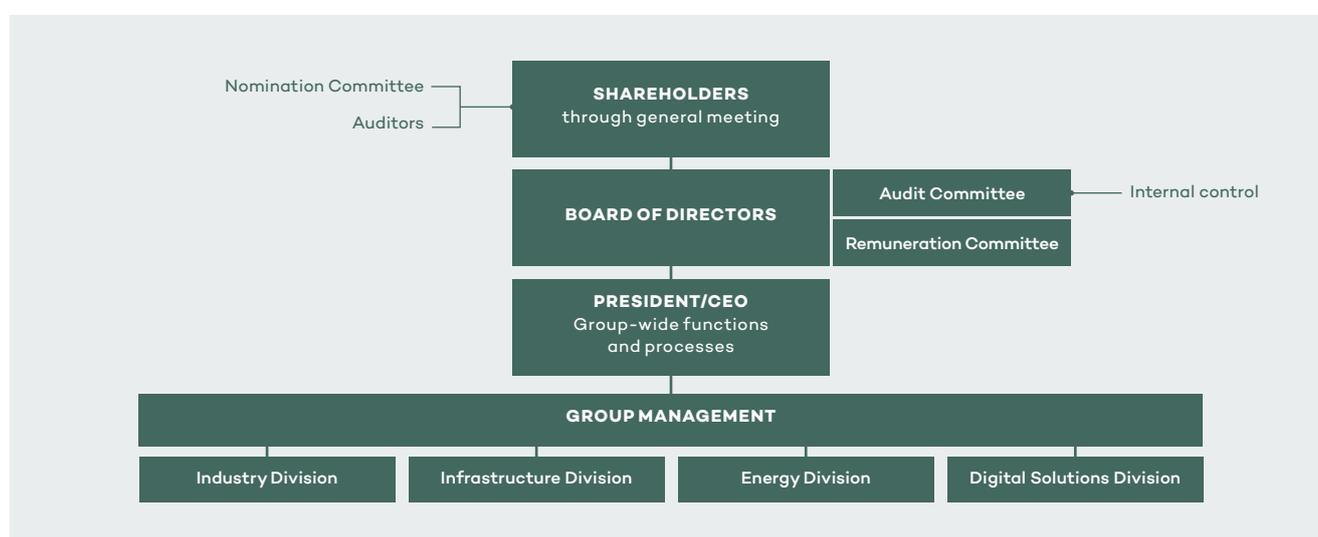 Nomination Committee
Auditors
SHAREHOLDERS
through general meeting
BOARD OF DIRECTORS
Audit Committee
Internal control
Remuneration Committee
PRESIDENT/CEO
Group-wide functions
and processes
GROUP MANAGEMENT
Industry Division
Infrastructure Division
Energy Division
Digital Solutions Division